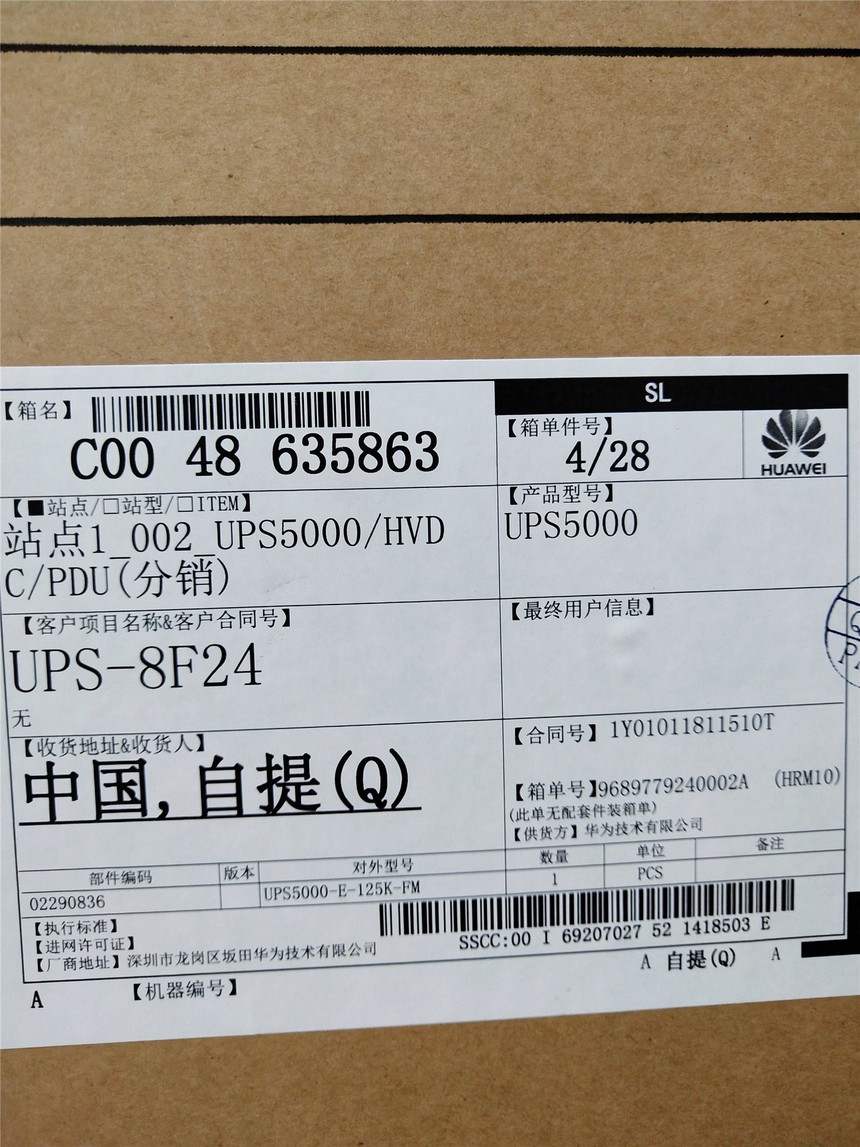 SL
【箱名】
C00 48 635863
【箱单件号】
4/28
HUAWEI
【■站点/□站型/□ITEM】
站点1_002_UPS5000/HVD
C/PDU(分销)
【产品型号】
UPS5000
【客户项目名称&客户合同号】
UPS-8F24
无
【最终用户信息】
【收货地址&收货人】
中国,自提(Q)
【合同号】 1Y01011811510T
【箱单号】9689779240002A (HRM10)
(此单无配套件装箱单)
【供货方】华为技术有限公司
部件编码 版本 对外型号 数量 单位 备注
02290836 UPS5000-E-125K-FM 1 PCS
【执行标准】
【进网许可证】
【厂商地址】深圳市龙岗区坂田华为技术有限公司
SSCC:00 I 69207027 52 1418503 E
A 自提(Q) A
A 【机器编号】